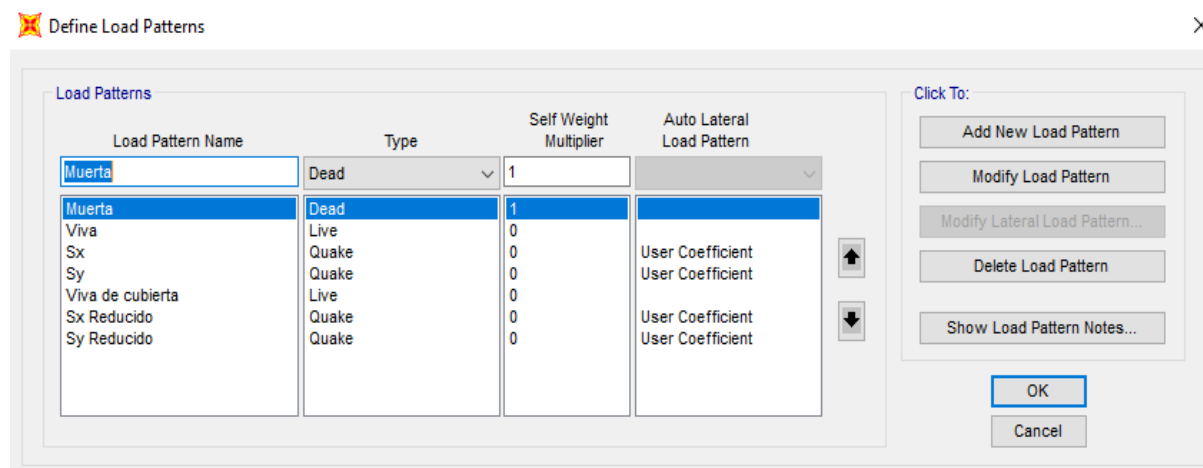 Define Load Patterns
Load Patterns
Click To:
Load Pattern Name Type Self Weight Multiplier Auto Lateral Load Pattern
Muerta Dead 1
Muerta Dead 1
Viva Live 0
Sx Quake 0 User Coefficient
Sy Quake 0 User Coefficient
Viva de cubierta Live 0
Sx Reducido Quake 0 User Coefficient
Sy Reducido Quake 0 User Coefficient
Add New Load Pattern
Modify Load Pattern
Modify Lateral Load Pattern...
Delete Load Pattern
Show Load Pattern Notes...
OK
Cancel